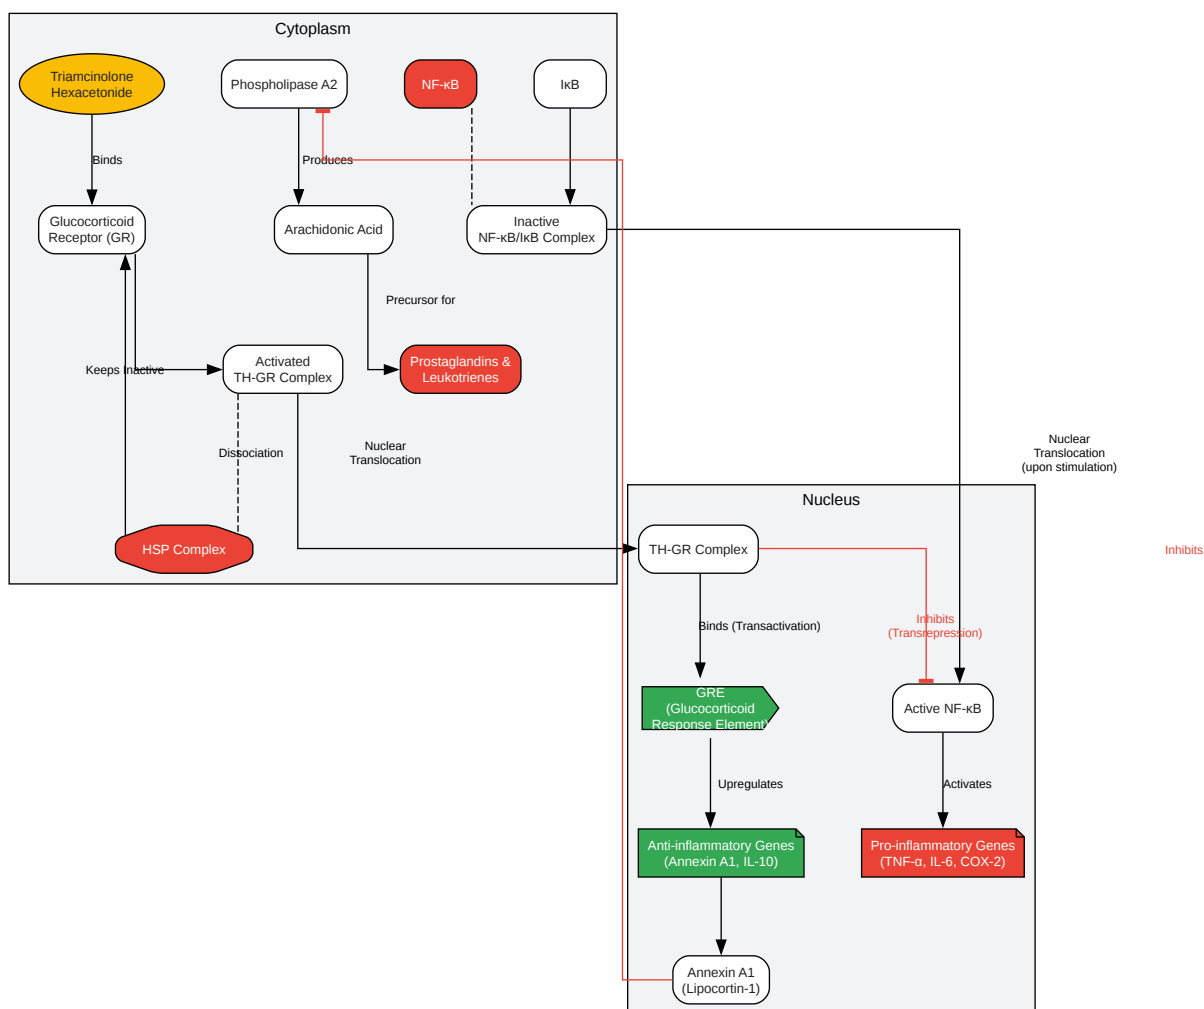 Cytoplasm
Triamcinolone
Hexacetonide
Phospholipase A2
NF-κB
IκB
Binds
Produces
Glucocorticoid
Receptor (GR)
Arachidonic Acid
Inactive
NF-κB/IκB Complex
Precursor for
Keeps Inactive
Activated
TH-GR Complex
Prostaglandins &
Leukotrienes
Dissociation
Nuclear
Translocation
Nuclear
Translocation
(upon stimulation)
HSP Complex
Nucleus
TH-GR Complex
Inhibits
Binds (Transactivation)
Inhibits
(Transrepression)
GRE
(Glucocorticoid
Response Element)
Active NF-κB
Upregulates
Activates
Anti-inflammatory Genes
(Annexin A1, IL-10)
Pro-inflammatory Genes
(TNF-α, IL-6, COX-2)
Annexin A1
(Lipocortin-1)